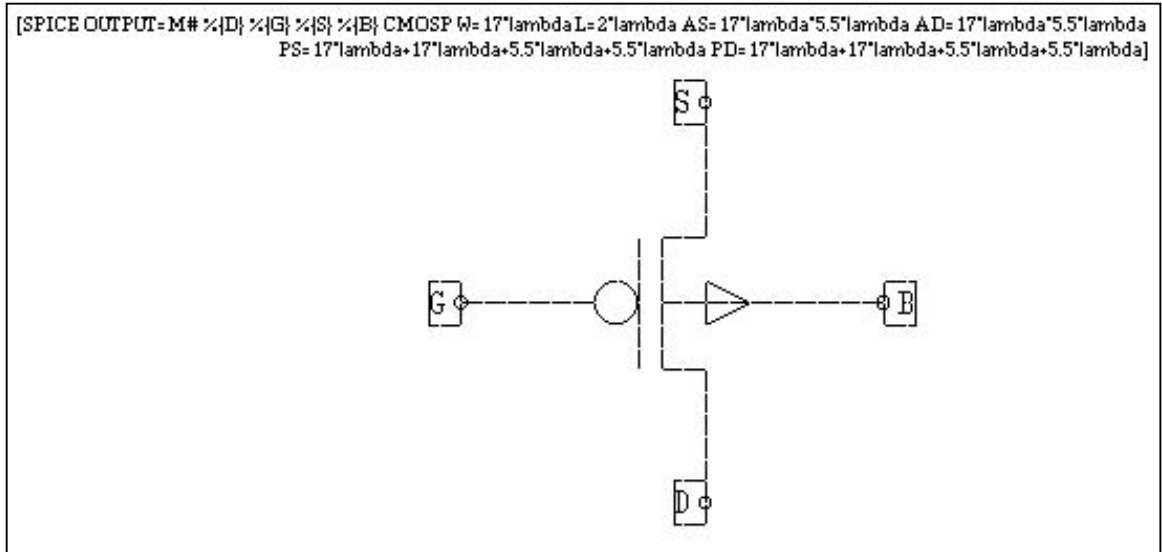 [SPICE OUTPUT= M# %{D} %{G} %{S} %{B} CMOSP W= 17*lambda L= 2*lambda AS= 17*lambda*5.5*lambda AD= 17*lambda*5.5*lambda
PS= 17*lambda+17*lambda+5.5*lambda+5.5*lambda PD= 17*lambda+17*lambda+5.5*lambda+5.5*lambda]
S
G
B
D